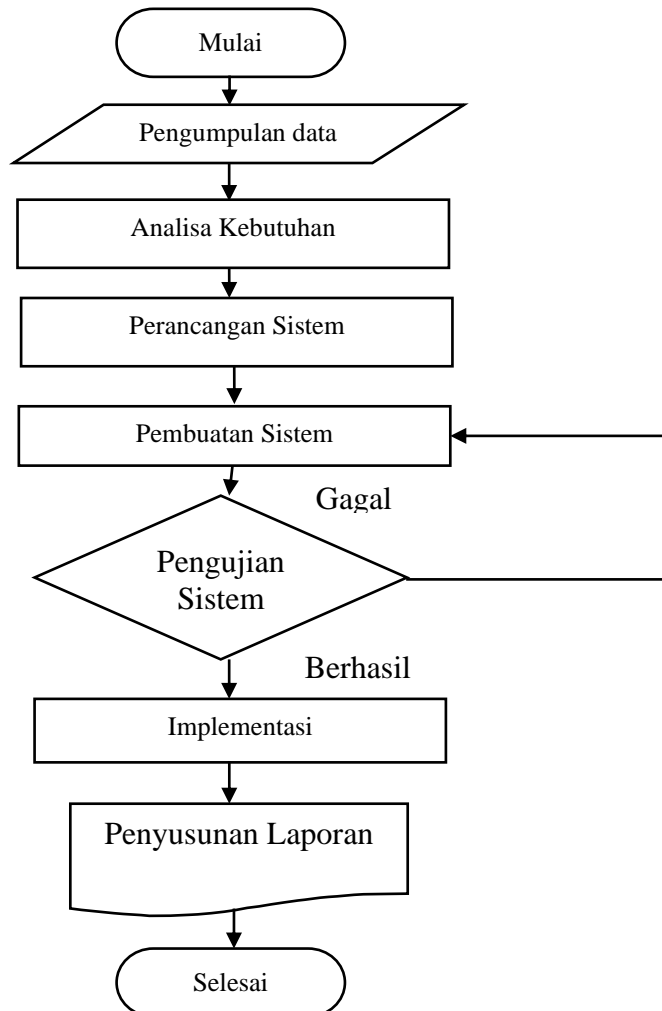 Mulai
Pengumpulan data
Analisa Kebutuhan
Perancangan Sistem
Pembuatan Sistem
Gagal
Pengujian
Sistem
Berhasil
Implementasi
Penyusunan Laporan
Selesai